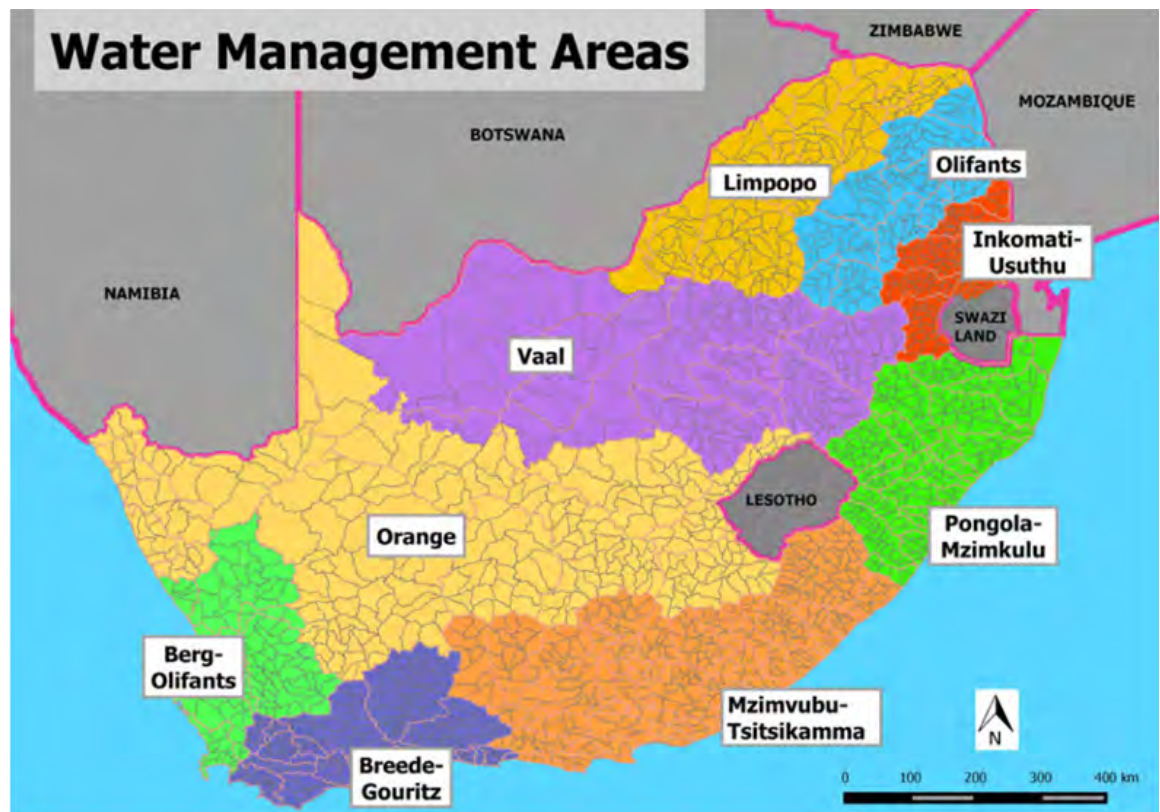 Water Management Areas
ZIMBABWE
MOZAMBIQUE
BOTSWANA
Olifants
Limpopo
Inkomati-
Usuthu
NAMIBIA
SWAZI
LAND
Vaal
LESOTHO
Orange
Pongola-
Mzimkulu
Berg-
Olifants
Mzimvubu-
Tsitsikamma
N
Breede-
Gouritz
0 100 200 300 400 km